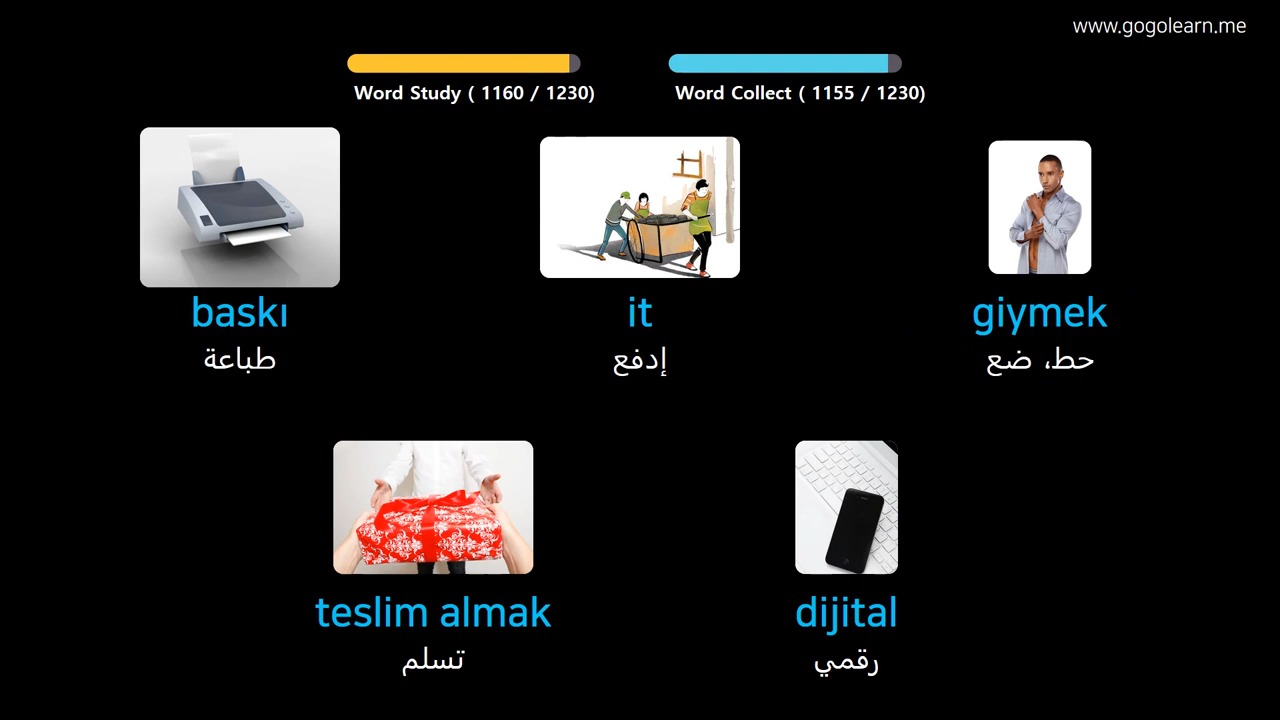 www.gogolearn.me
Word Study ( 1160 / 1230)
Word Collect ( 1155 / 1230)
baskı
طباعة
it
إدفع
giymek
حط، ضع
teslim almak
تسلم
dijital
رقمي